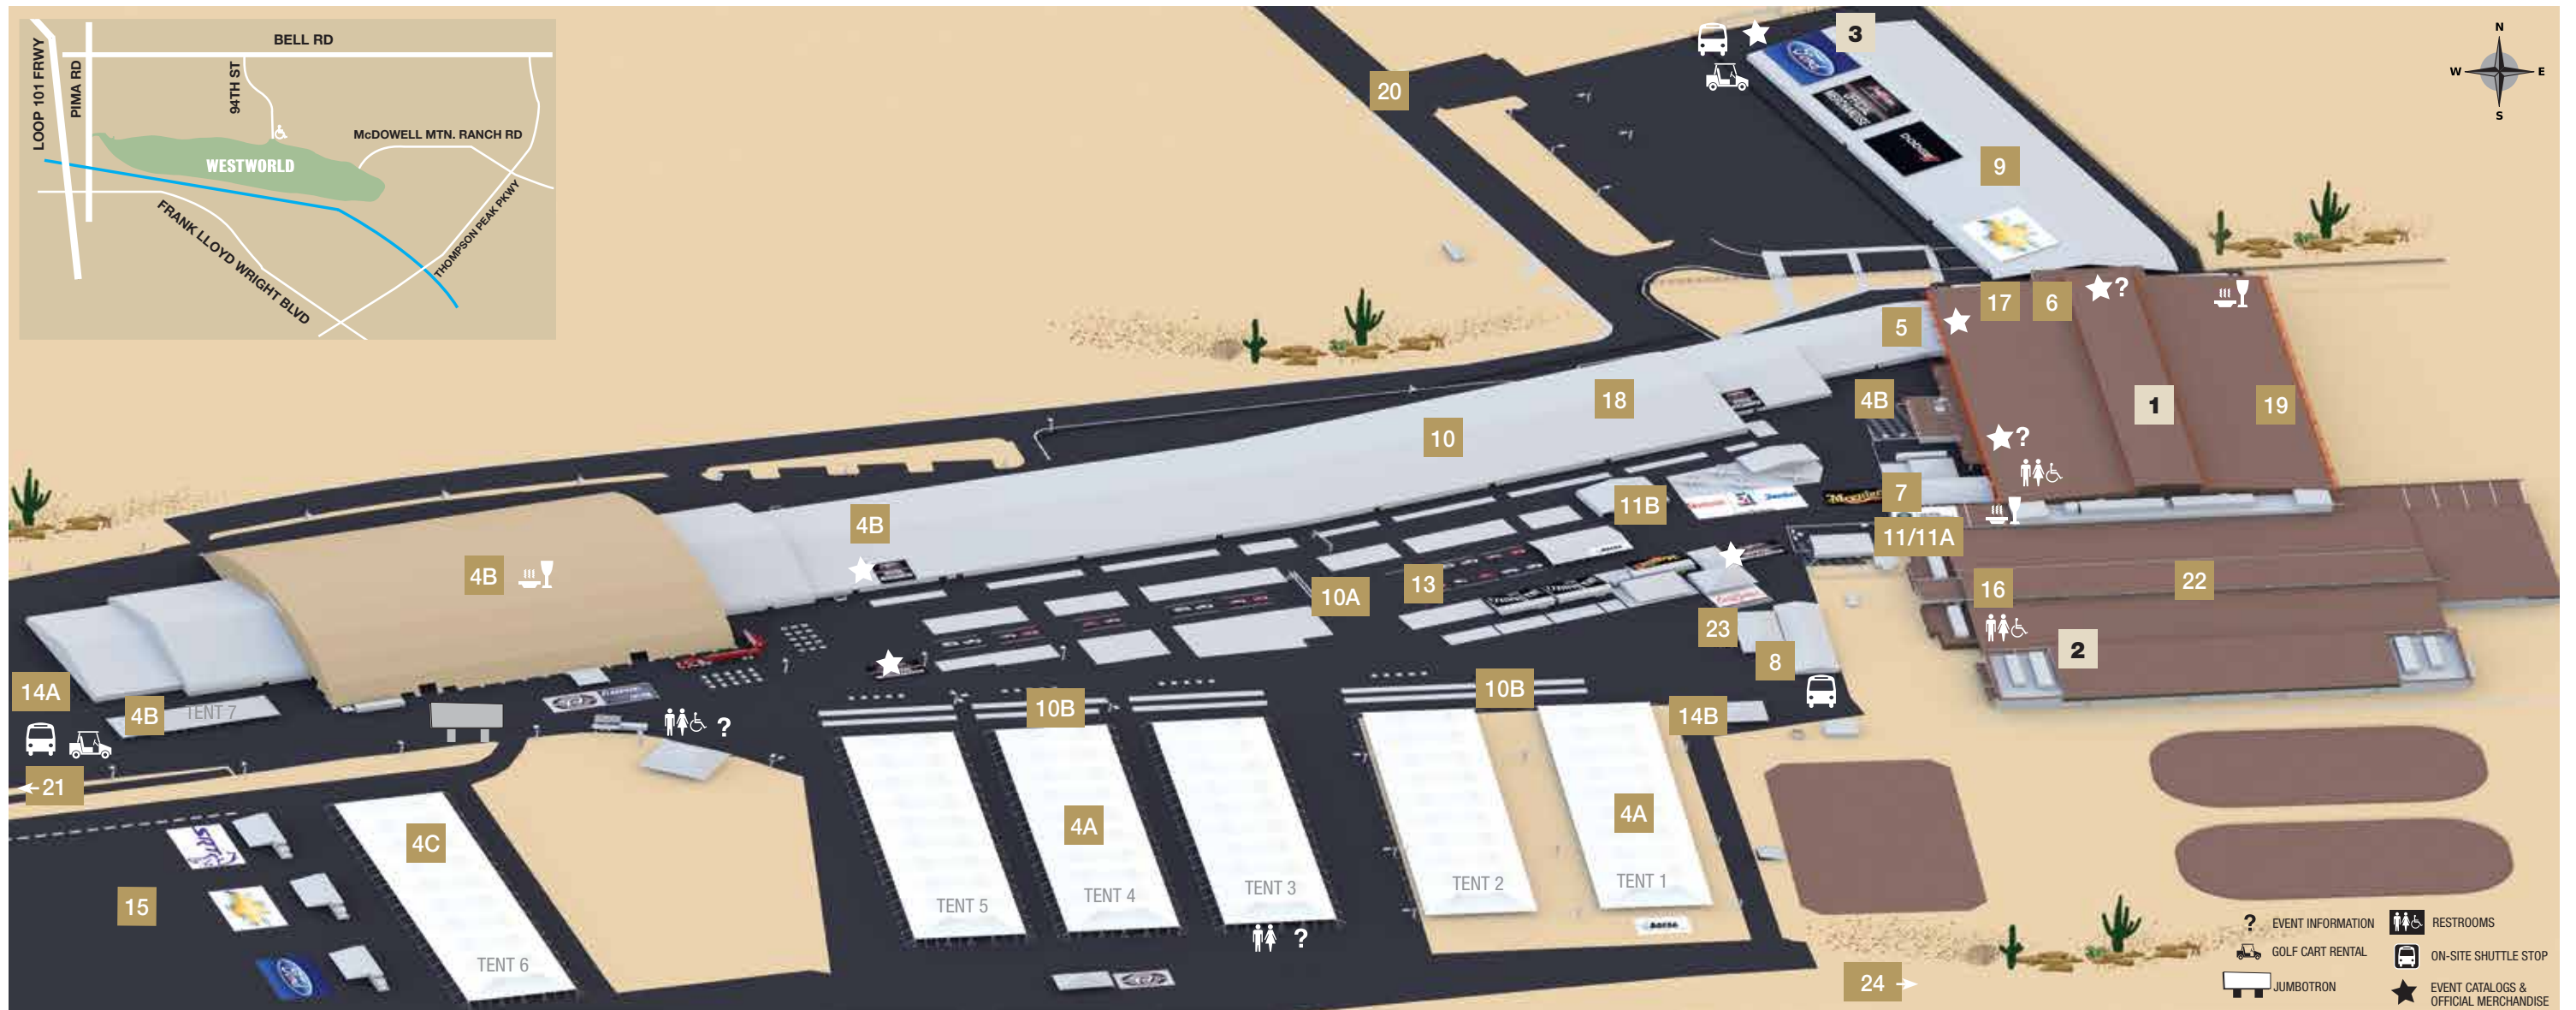 BELL RD
LOOP 101 FRWY
PIMA RD
94TH ST
McDOWELL MTN. RANCH RD
WESTWORLD
FRANK LLOYD WRIGHT BLVD
THOMPSON PEAK PKWY
N
W E
S
3
Ford
20
DODGE
9
17 6 ?
5
18
4B
1
19
10
?
7
11B
4B
11/11A
4B
10A
13
16
22
23
2
8
14A
4B
TENT 7
?
10B
10B
14B
21
4C
4A
4A
SRT
15
TENT 5
TENT 4
TENT 3
TENT 2
TENT 1
?
TENT 6
Ford
24
? EVENT INFORMATION
RESTROOMS
GOLF CART RENTAL
ON-SITE SHUTTLE STOP
JUMBOTRON
EVENT CATALOGS &
OFFICIAL MERCHANDISE